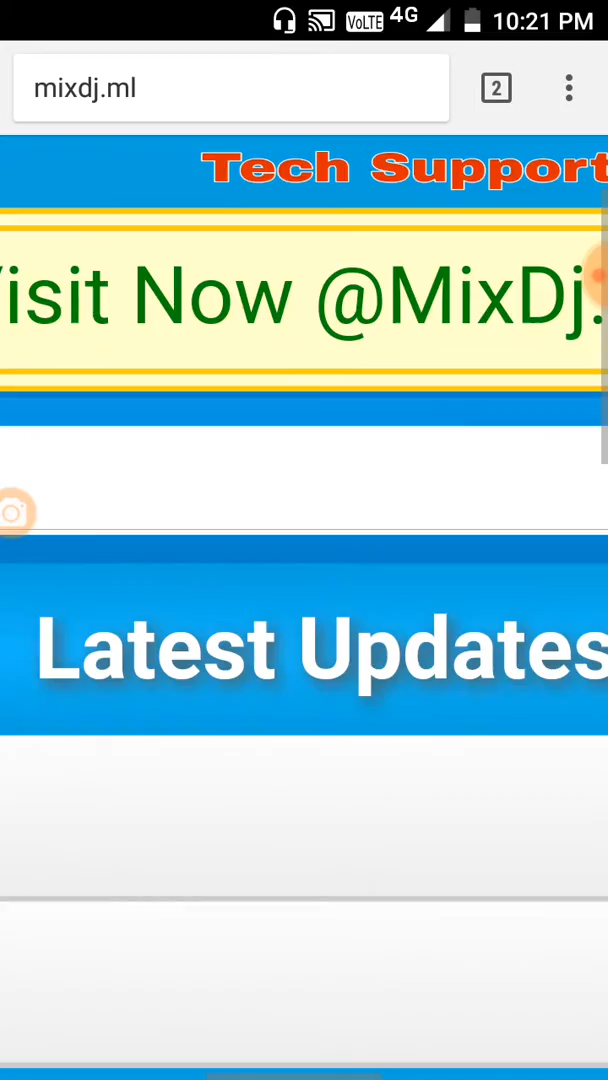 VoLTE 4G 10:21 PM
mixdj.ml 2
Tech Support
isit Now @MixDj.
Latest Updates